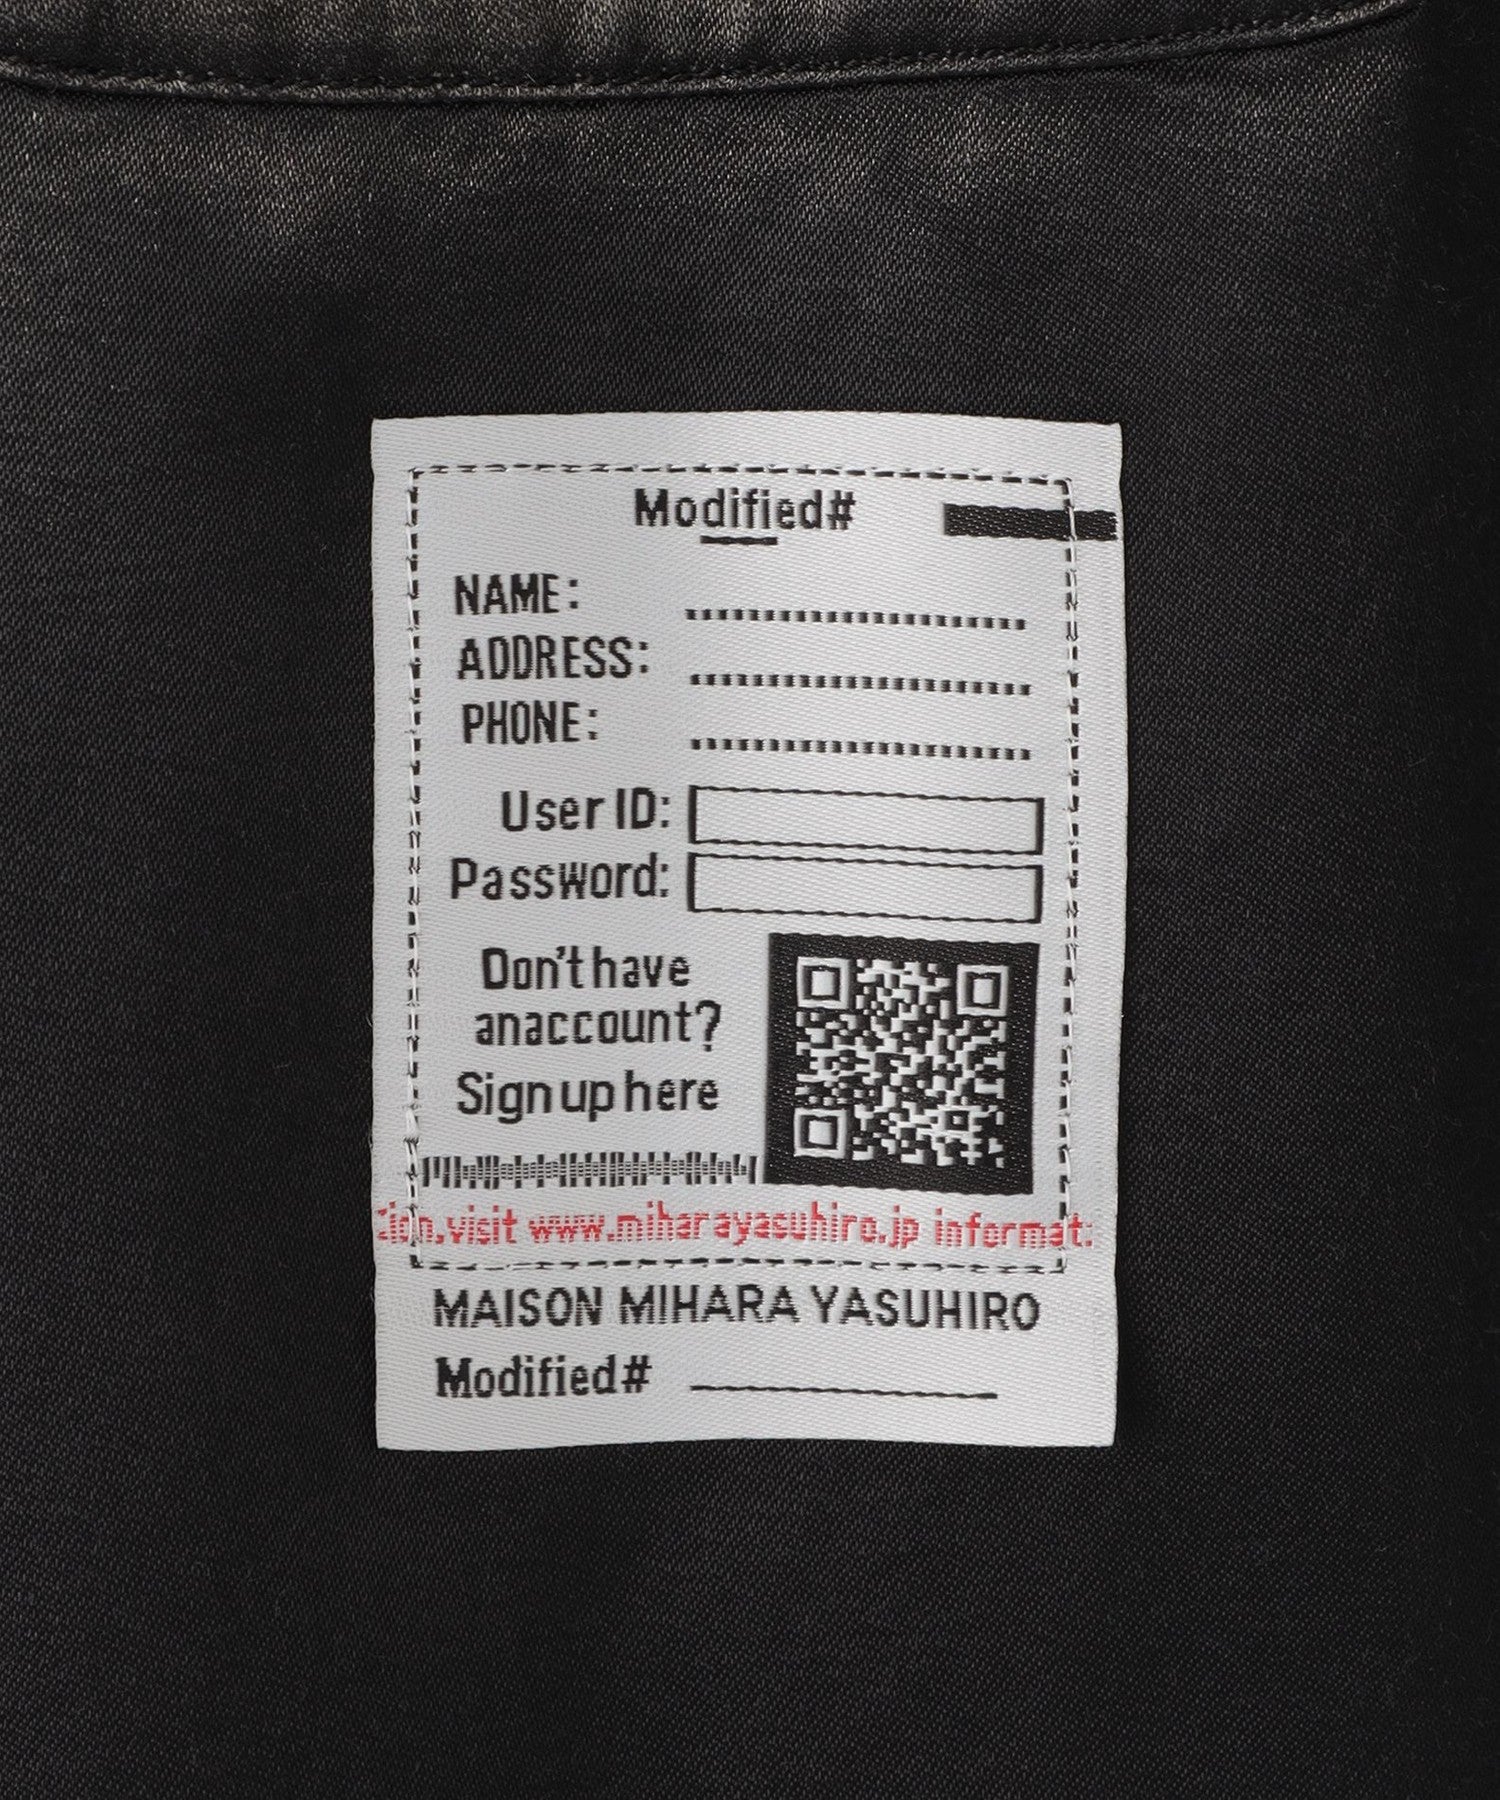 Modified#
NAME:
ADDRESS:
PHONE:
User ID:
Password:
Don't have
anaccount?
Sign up here
tion,visit www.miharayasuhiro.jp informat
MAISON MIHARA YASUHIRO
Modified#